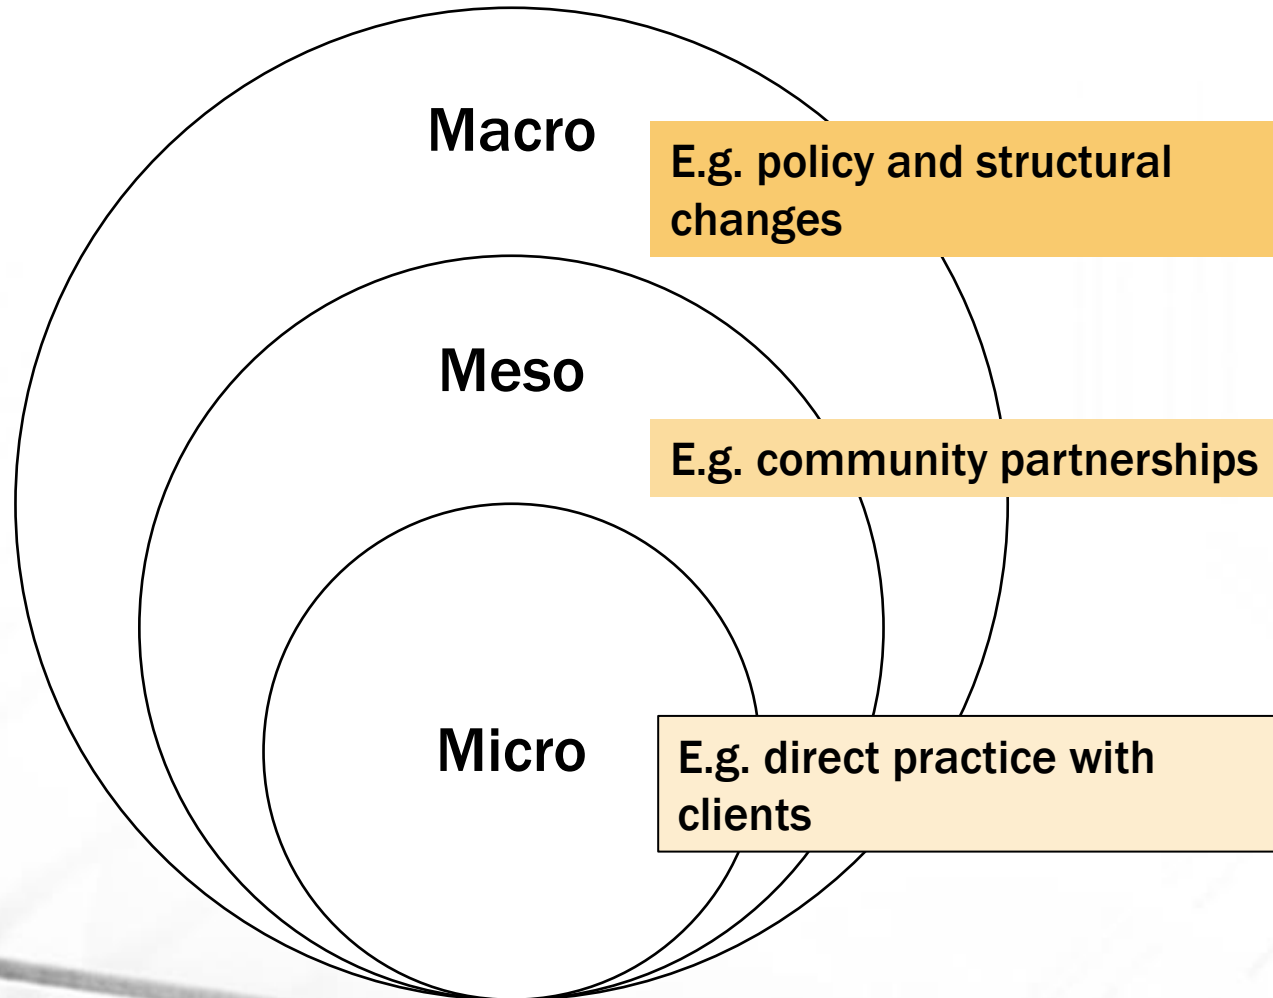 Macro
E.g. policy and structural
changes
Meso
E.g. community partnerships
Micro
E.g. direct practice with
clients